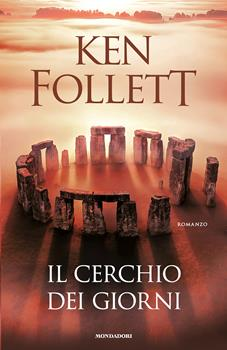 KEN
FOLLETT
ROMANZO
IL CERCHIO
DEI GIORNI
MONDADORI